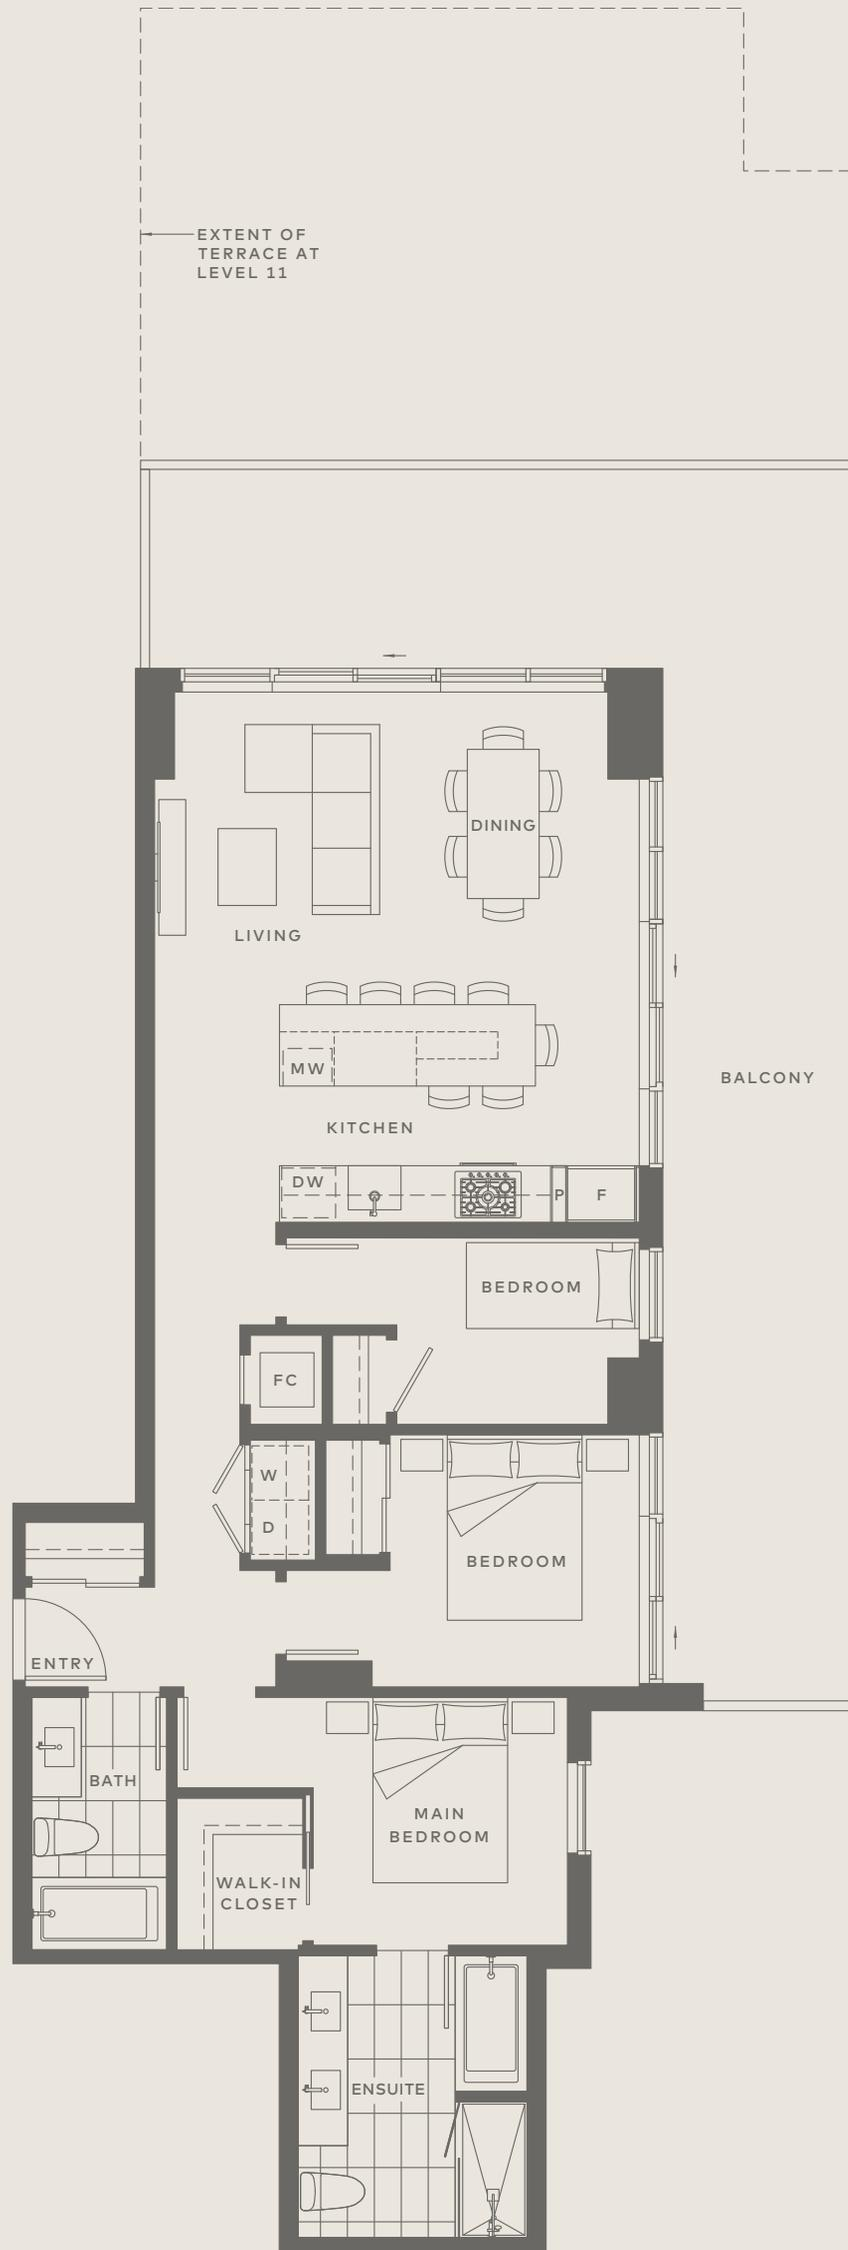 EXTENT OF
TERRACE AT
LEVEL 11
DINING
LIVING
MW
BALCONY
KITCHEN
DW
P
F
BEDROOM
FC
W
D
BEDROOM
ENTRY
BATH
MAIN
BEDROOM
WALK-IN
CLOSET
ENSUITE